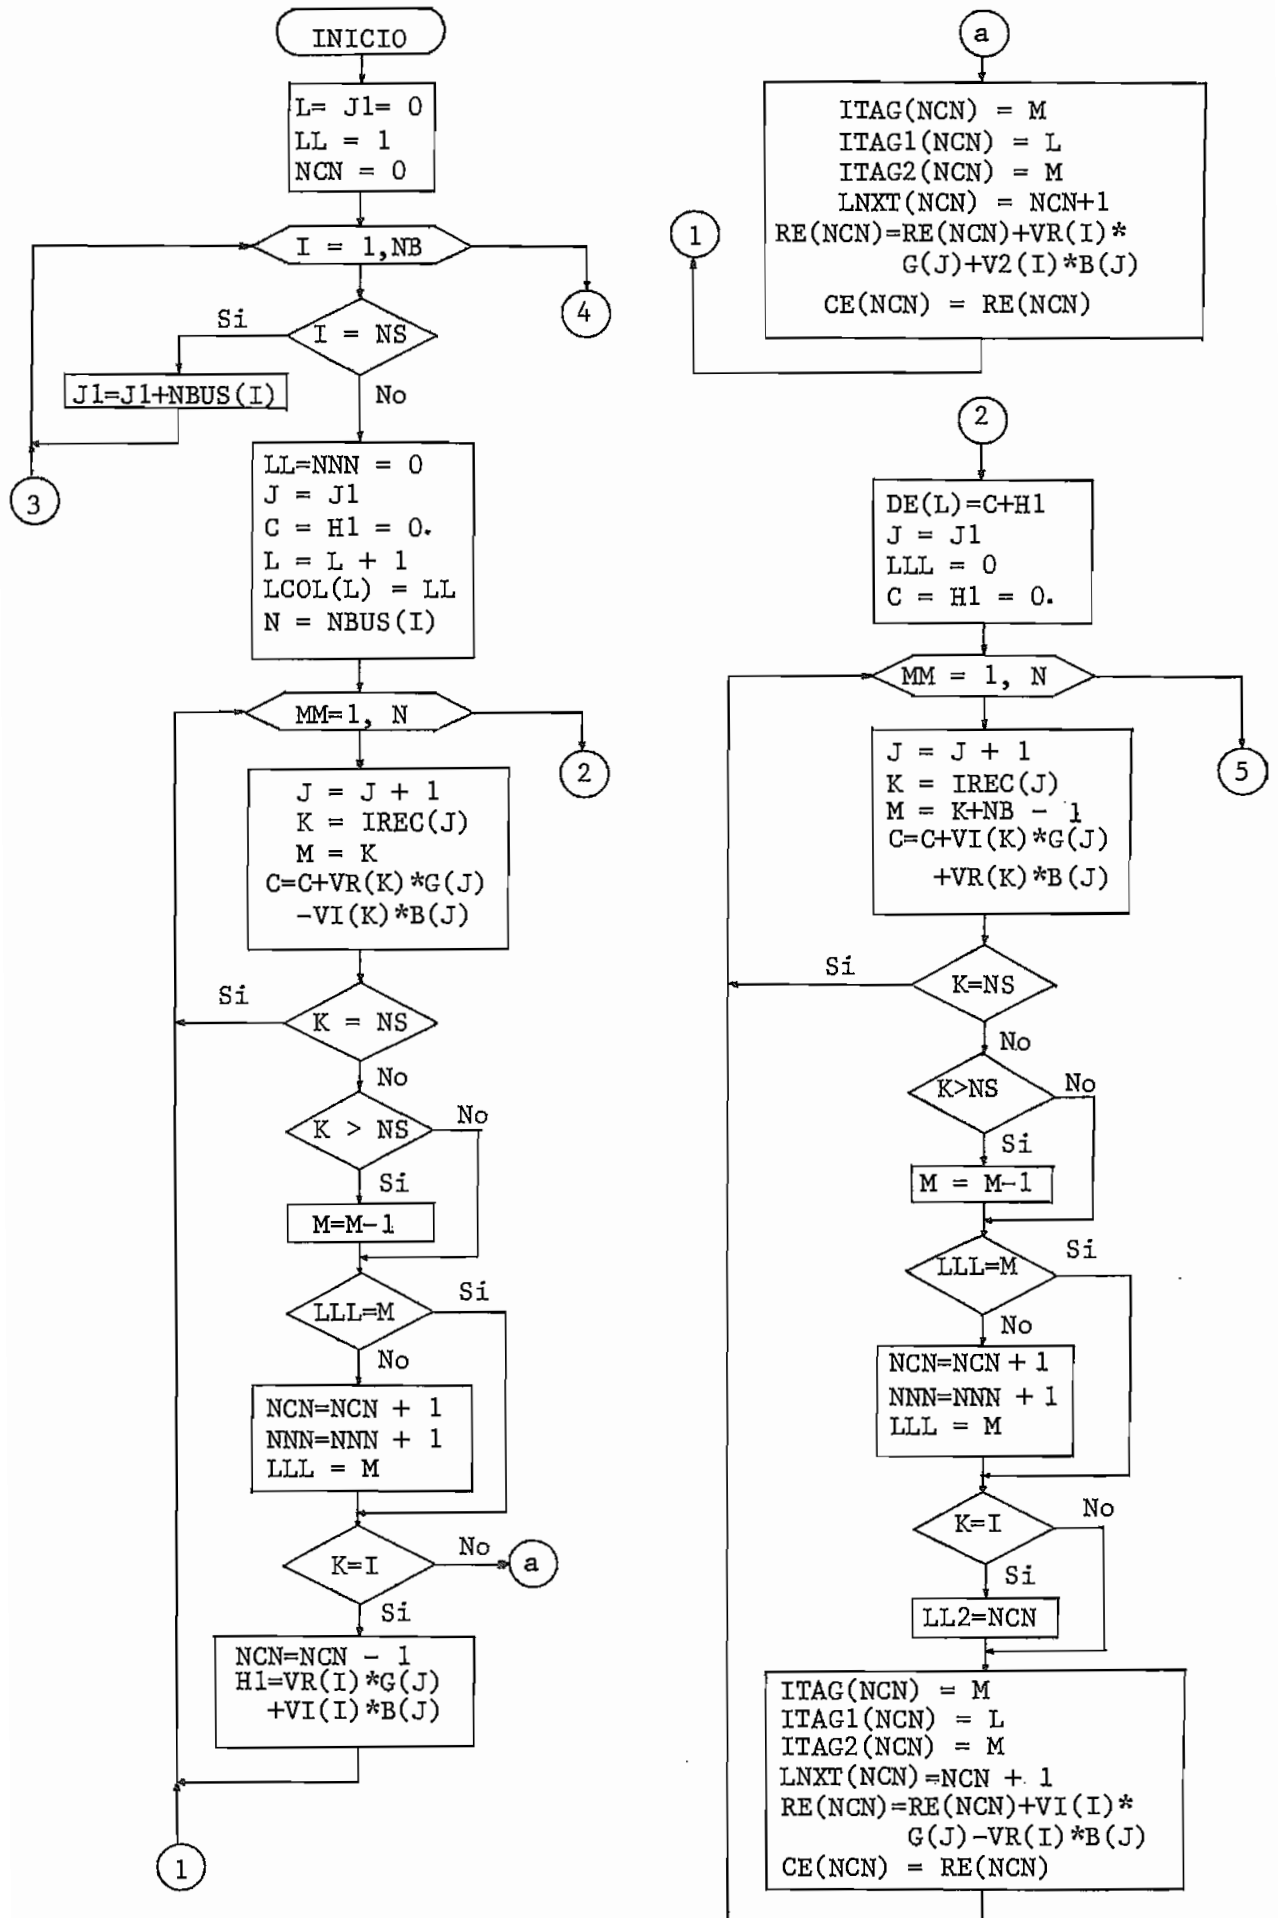 INICIO
L= J1= 0
LL = 1
NCN = 0
I = 1,NB
4
Si
I = NS
J1=J1+NBUS(I)
No
3
LL=NNN = 0
J = J1
C = H1 = 0.
L = L + 1
LCOL(L) = LL
N = NBUS(I)
MM=1, N
2
J = J + 1
K = IREC(J)
M = K
C=C+VR(K)*G(J)
-VI(K)*B(J)
Si
K = NS
No
K > NS
No
Si
M=M-1
LLL=M
Si
No
NCN=NCN + 1
NNN=NNN + 1
LLL = M
K=I
No
a
Si
NCN=NCN - 1
H1=VR(I)*G(J)
+VI(I)*B(J)
1
a
ITAG(NCN) = M
ITAG1(NCN) = L
ITAG2(NCN) = M
LNXT(NCN) = NCN+1
RE(NCN)=RE(NCN)+VR(I)*
G(J)+V2(I)*B(J)
CE(NCN) = RE(NCN)
1
2
DE(L)=C+H1
J = J1
LLL = 0
C = H1 = 0.
MM = 1, N
5
J = J + 1
K = IREC(J)
M = K+NB - 1
C=C+VI(K)*G(J)
+VR(K)*B(J)
Si
K=NS
No
K>NS
No
Si
M = M-1
LLL=M
Si
No
NCN=NCN + 1
NNN=NNN + 1
LLL = M
K=I
No
Si
LL2=NCN
ITAG(NCN) = M
ITAG1(NCN) = L
ITAG2(NCN) = M
LNXT(NCN)=NCN + 1
RE(NCN)=RE(NCN)+VI(I)*
G(J)-VR(I)*B(J)
CE(NCN) = RE(NCN)